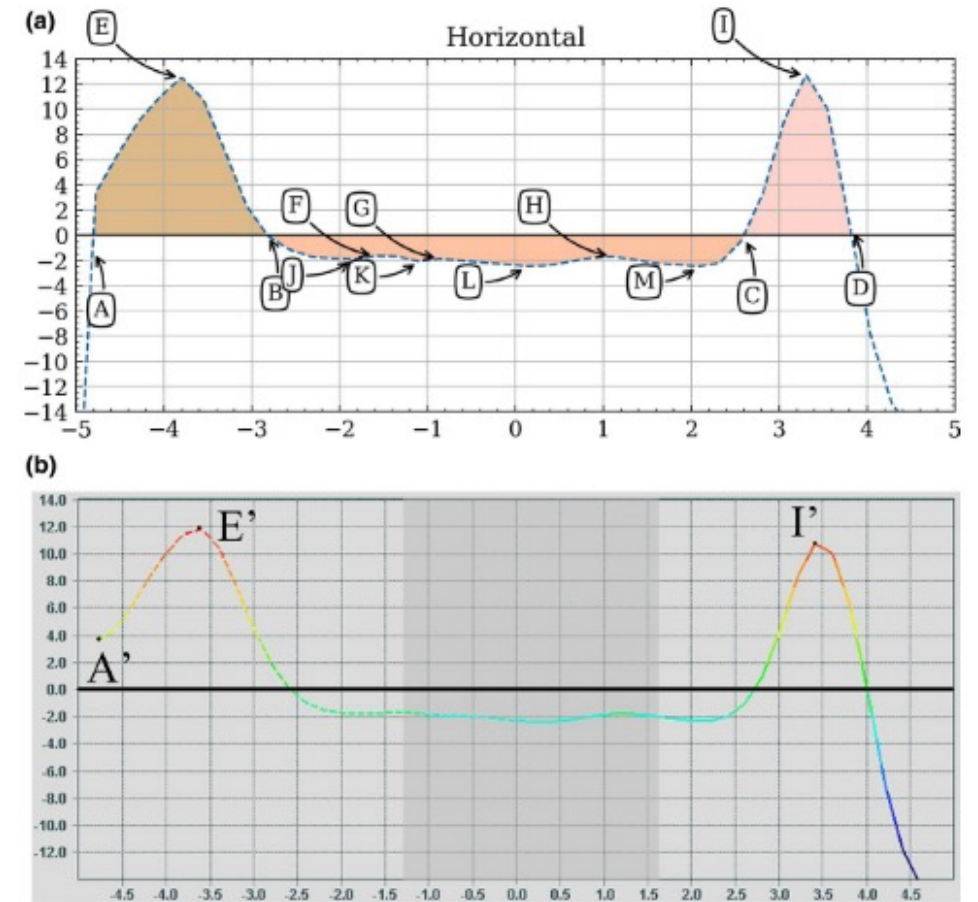 (a)
E
I
Horizontal
14
12
10
8
6
4
2
0
−2
−4
−6
−8
−10
−12
−14
F
G
H
A
B
J
K
L
M
C
D
−5 −4 −3 −2 −1 0 1 2 3 4 5
(b)
14.0
12.0
10.0
8.0
6.0
4.0
2.0
0.0
-2.0
-4.0
-6.0
-8.0
-10.0
-12.0
E’
I’
A’
-4.5 -4.0 -3.5 -3.0 -2.5 -2.0 -1.5 -1.0 -0.5 0.0 0.5 1.0 1.5 2.0 2.5 3.0 3.5 4.0 4.5